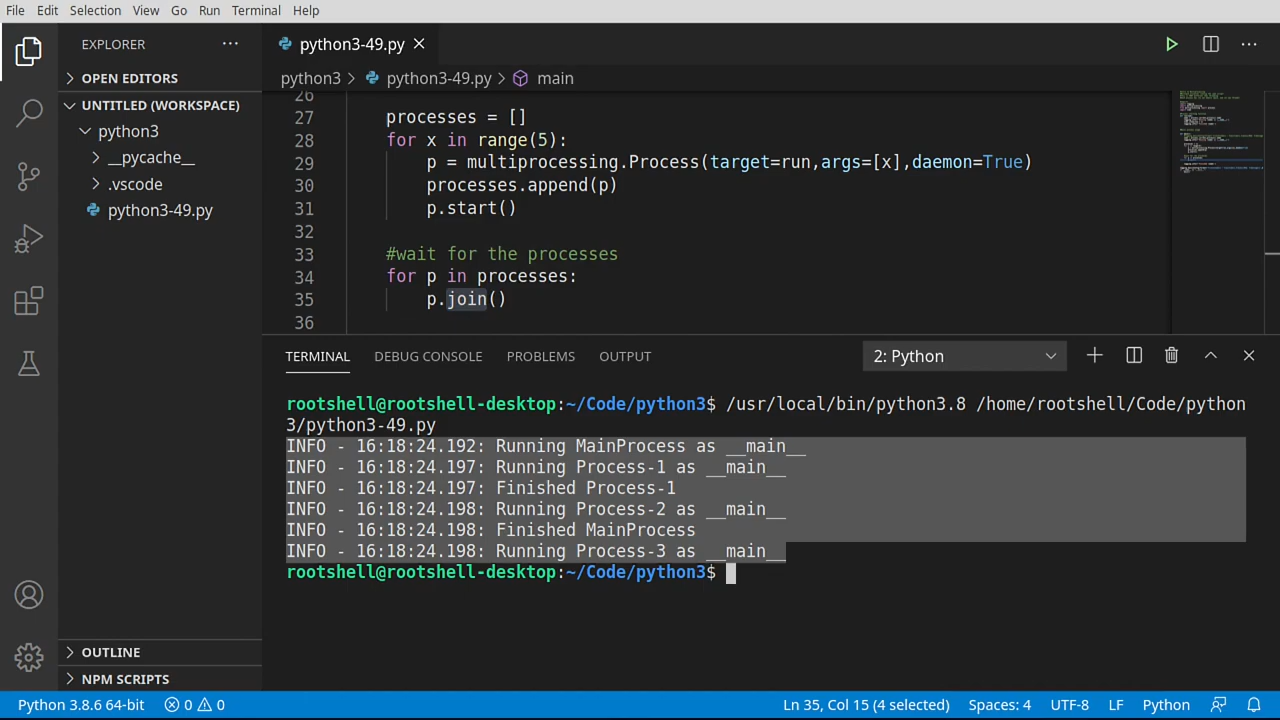 File Edit Selection View Go Run Terminal Help
EXPLORER
OPEN EDITORS
UNTITLED (WORKSPACE)
python3
__pycache__
.vscode
python3-49.py
OUTLINE
NPM SCRIPTS
python3-49.py
python3 > python3-49.py > main
26
27 processes = []
28 for x in range(5):
29 p = multiprocessing.Process(target=run,args=[x],daemon=True)
30 processes.append(p)
31 p.start()
32
33 #wait for the processes
34 for p in processes:
35 p.join()
36
TERMINAL DEBUG CONSOLE PROBLEMS OUTPUT 2: Python
rootshell@rootshell-desktop:~/Code/python3$ /usr/local/bin/python3.8 /home/rootshell/Code/python
3/python3-49.py
INFO - 16:18:24.192: Running MainProcess as __main__
INFO - 16:18:24.197: Running Process-1 as __main__
INFO - 16:18:24.197: Finished Process-1
INFO - 16:18:24.198: Running Process-2 as __main__
INFO - 16:18:24.198: Finished MainProcess
INFO - 16:18:24.198: Running Process-3 as __main__
rootshell@rootshell-desktop:~/Code/python3$
Python 3.8.6 64-bit 0 0 Ln 35, Col 15 (4 selected) Spaces: 4 UTF-8 LF Python